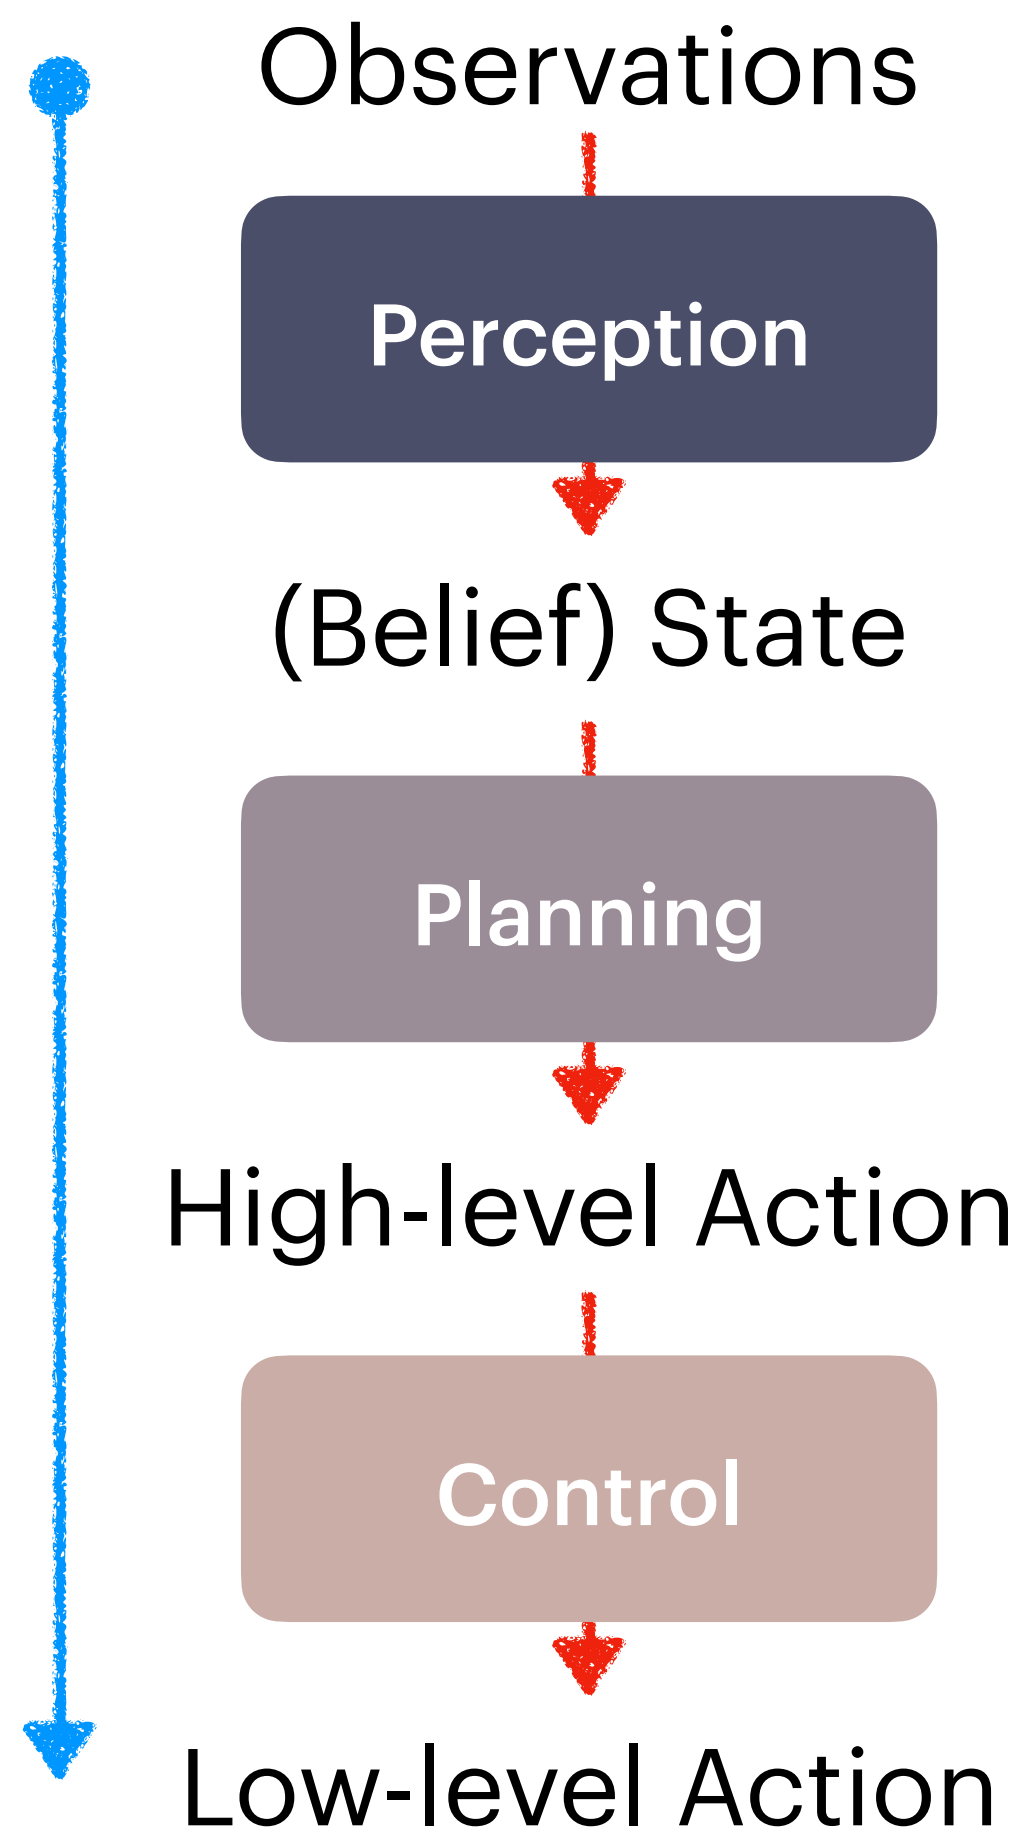 Observations
Perception
(Belief) State
Planning
High-level Action
Control
Low-level Action